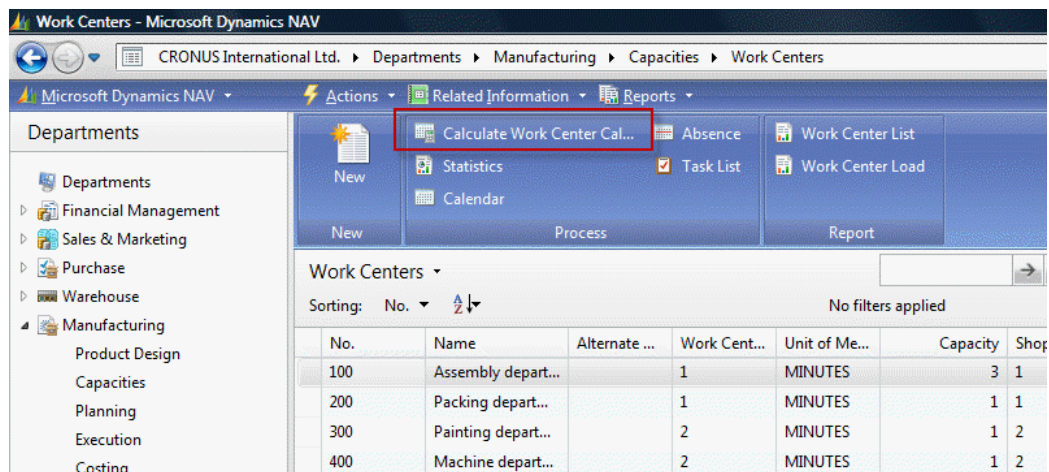 Work Centers - Microsoft Dynamics NAV
CRONUS International Ltd. Departments Manufacturing Capacities Work Centers
Microsoft Dynamics NAV Actions Related Information Reports
Departments
Departments
Financial Management
Sales & Marketing
Purchase
Warehouse
Manufacturing
Product Design
Capacities
Planning
Execution
Costing
New
New
Calculate Work Center Cal...
Statistics
Calendar
Absence
Task List
Process
Work Center List
Work Center Load
Report
Work Centers
Sorting: No. A Z No filters applied
No. Name Alternate ... Work Cent... Unit of Me... Capacity Shop
100 Assembly depart... 1 MINUTES 3 1
200 Packing depart... 1 MINUTES 1 1
300 Painting depart... 2 MINUTES 1 2
400 Machine depart... 2 MINUTES 1 2